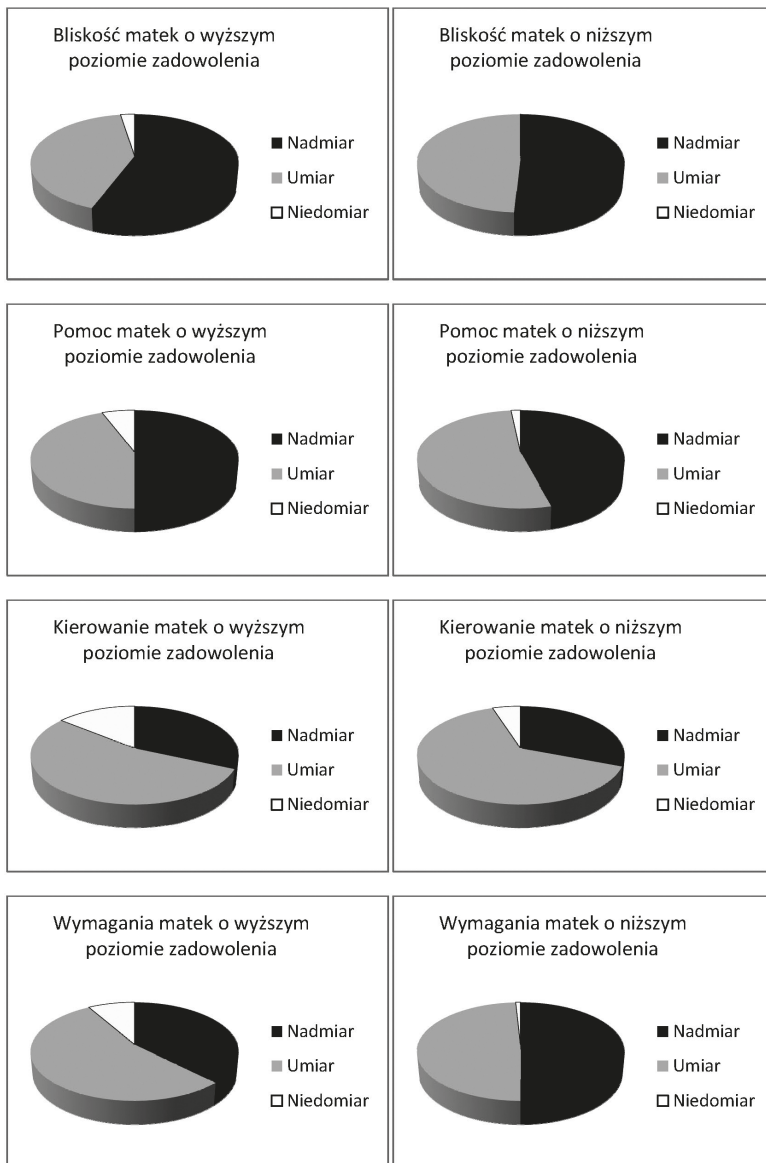 Bliskość matek o wyższym
poziomie zadowolenia
Nadmiar
Umiar
Niedomiar
Bliskość matek o niższym
poziomie zadowolenia
Nadmiar
Umiar
Niedomiar
Pomoc matek o wyższym
poziomie zadowolenia
Nadmiar
Umiar
Niedomiar
Pomoc matek o niższym
poziomie zadowolenia
Nadmiar
Umiar
Niedomiar
Kierowanie matek o wyższym
poziomie zadowolenia
Nadmiar
Umiar
Niedomiar
Kierowanie matek o niższym
poziomie zadowolenia
Nadmiar
Umiar
Niedomiar
Wymagania matek o wyższym
poziomie zadowolenia
Nadmiar
Umiar
Niedomiar
Wymagania matek o niższym
poziomie zadowolenia
Nadmiar
Umiar
Niedomiar